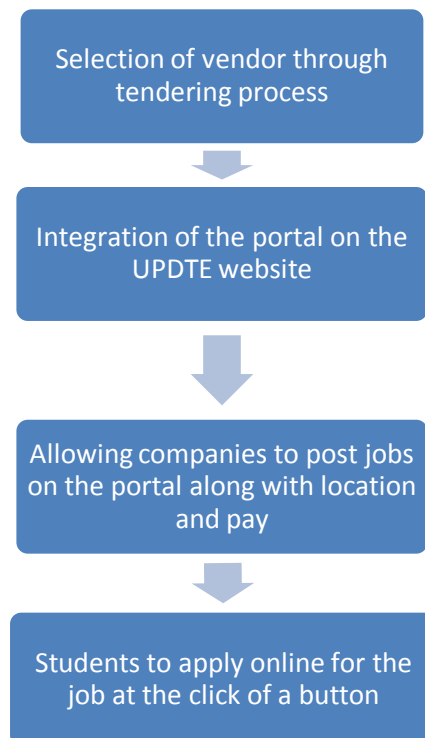 Selection of vendor through
tendering process
Integration of the portal on the
UPDTE website
Allowing companies to post jobs
on the portal along with location
and pay
Students to apply online for the
job at the click of a button